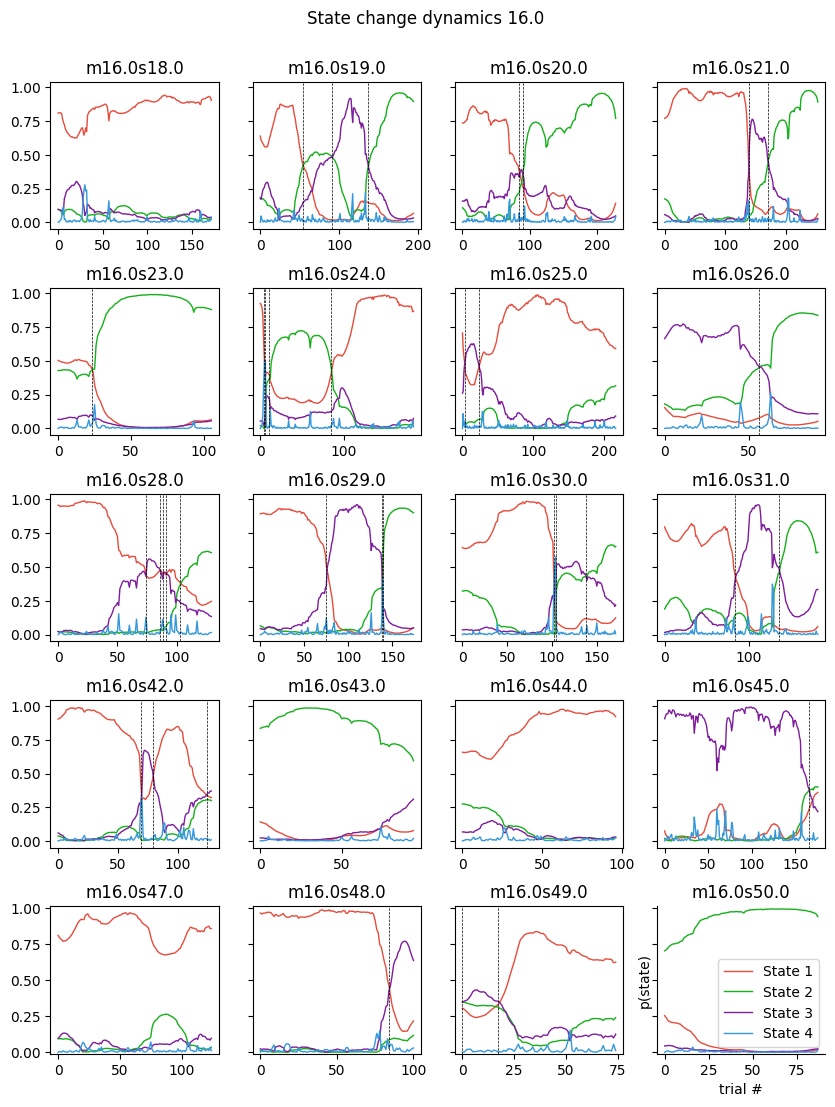 State change dynamics 16.0
m16.0s18.0 m16.0s19.0 m16.0s20.0 m16.0s21.0
1.00
0.75
0.50
0.25
0.00
0 50 100 150 0 100 200 0 100 200 0 100 200
m16.0s23.0 m16.0s24.0 m16.0s25.0 m16.0s26.0
1.00
0.75
0.50
0.25
0.00
0 50 100 0 100 0 100 200 0 50
m16.0s28.0 m16.0s29.0 m16.0s30.0 m16.0s31.0
1.00
0.75
0.50
0.25
0.00
0 50 100 0 50 100 150 0 50 100 150 0 100
m16.0s42.0 m16.0s43.0 m16.0s44.0 m16.0s45.0
1.00
0.75
0.50
0.25
0.00
0 50 100 0 50 0 50 100 0 50 100 150
m16.0s47.0 m16.0s48.0 m16.0s49.0 m16.0s50.0
1.00
0.75
0.50
0.25
0.00
p(state)
State 1
State 2
State 3
State 4
0 50 100 0 50 100 0 25 50 75 0 25 50 75
trial #